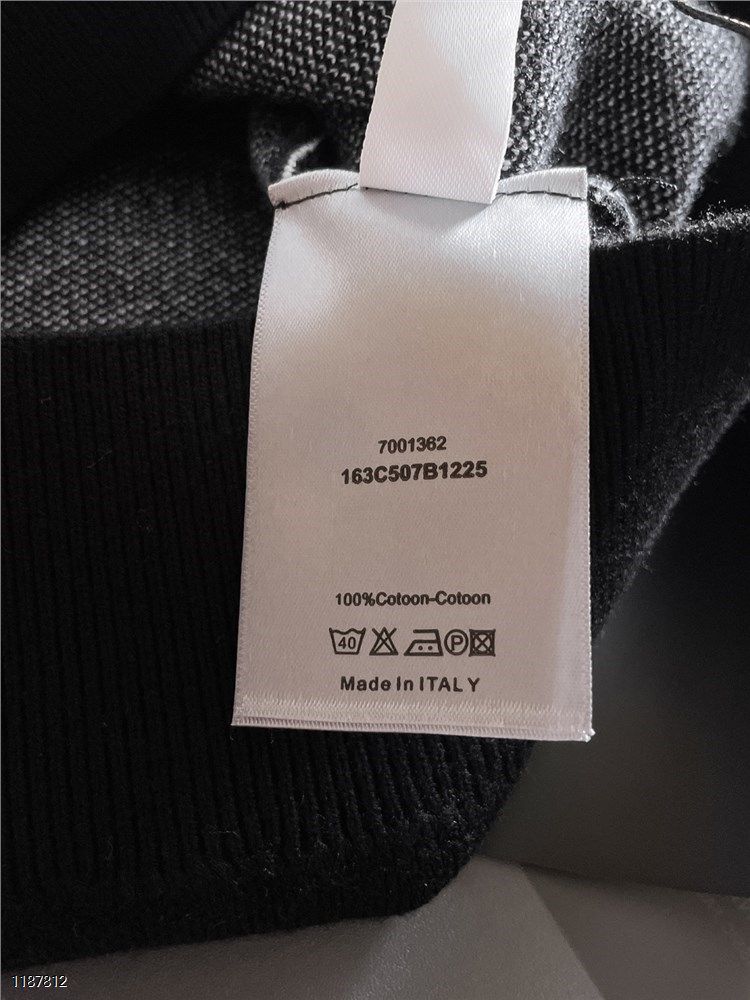 7001362
163C507B1225
100%Cotoon-Cotoon
40 P
Made In ITALY
1187812